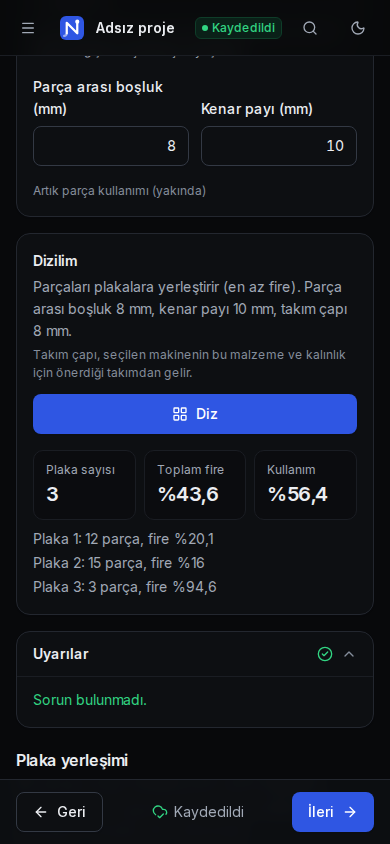 Adsız proje
Kaydedildi
Parça arası boşluk
(mm)
Kenar payı (mm)
8
10
Artık parça kullanımı (yakında)
Dizilim
Parçaları plakalara yerleştirir (en az fire). Parça
arası boşluk 8 mm, kenar payı 10 mm, takım çapı
8 mm.
Takım çapı, seçilen makinenin bu malzeme ve kalınlık
için önerdiği takımdan gelir.
Diz
Plaka sayısı
3
Toplam fire
%43,6
Kullanım
%56,4
Plaka 1: 12 parça, fire %20,1
Plaka 2: 15 parça, fire %16
Plaka 3: 3 parça, fire %94,6
Uyarılar
Sorun bulunmadı.
Plaka yerleşimi
Geri
Kaydedildi
İleri